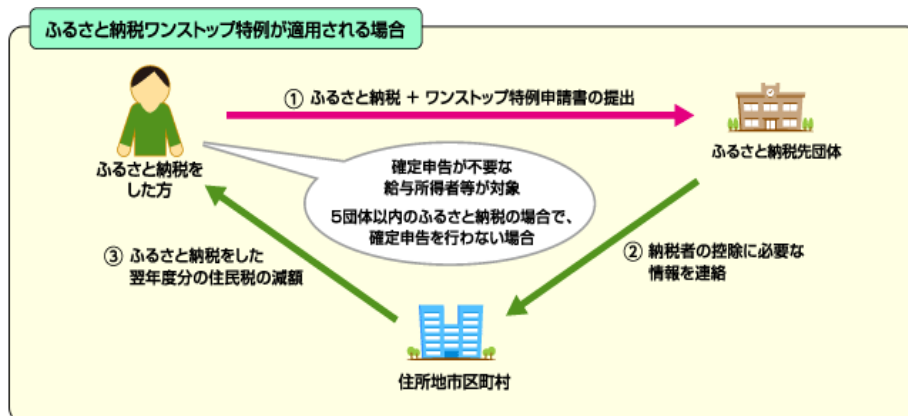 ふるさと納税ワンストップ特例が適用される場合
① ふるさと納税 + ワンストップ特例申請書の提出
ふるさと納税を
した方
ふるさと納税先団体
確定申告が不要な
給与所得者等が対象
5団体以内のふるさと納税の場合で、
確定申告を行わない場合
③ ふるさと納税をした
翌年度分の住民税の減額
② 納税者の控除に必要な
情報を連絡
住所地市区町村